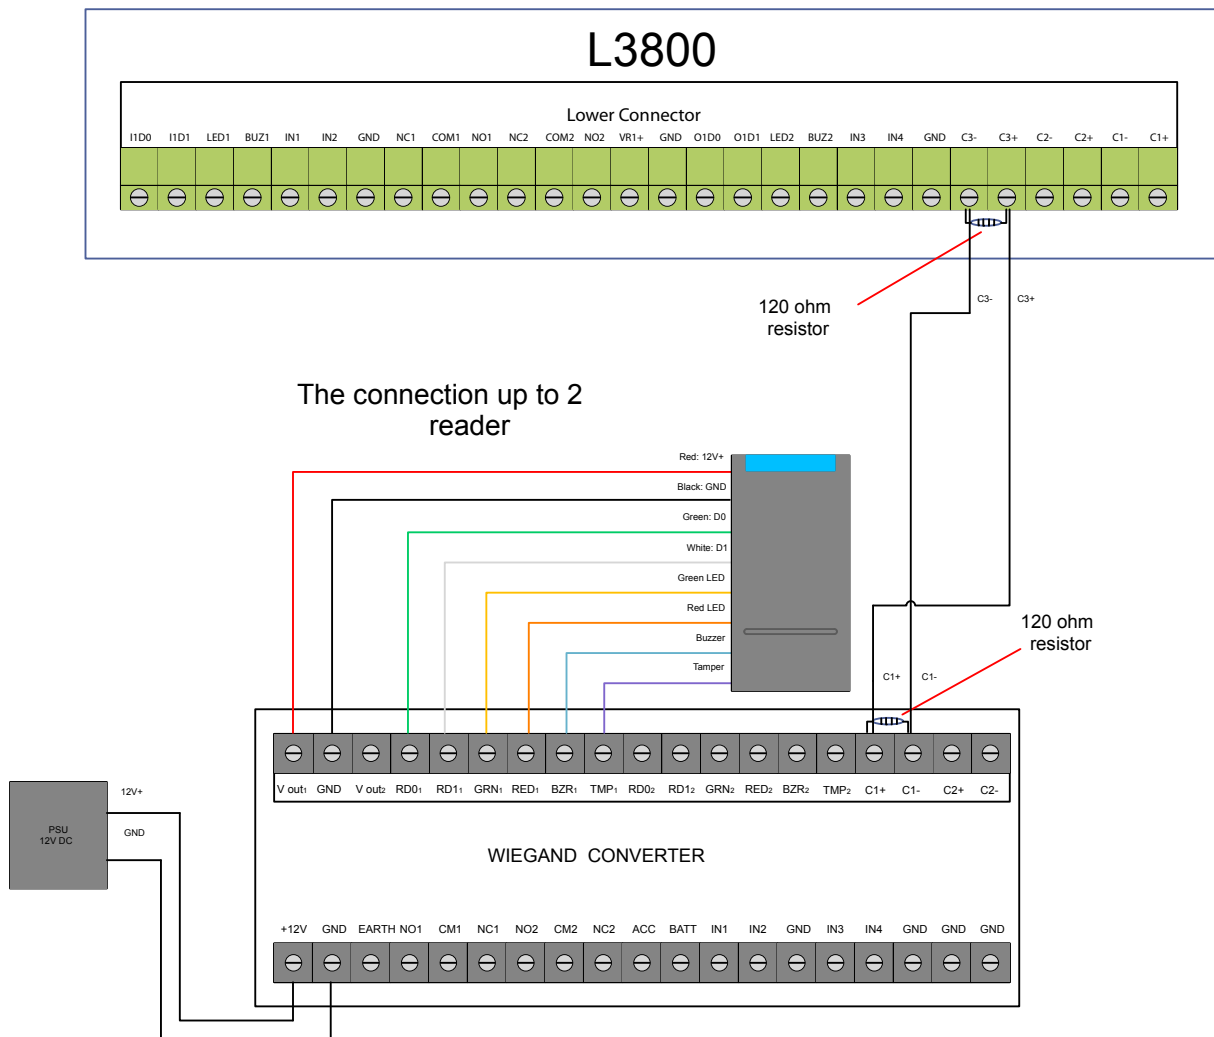 L3800
Lower Connector
I1D0 I1D1 LED1 BUZ1 IN1 IN2 GND NC1 COM1 NO1 NC2 COM2 NO2 VR1+ GND O1D0 O1D1 LED2 BUZ2 IN3 IN4 GND C3- C3+ C2- C2+ C1- C1+
C3- C3+
120 ohm
resistor
The connection up to 2
reader
Red: 12V+
Black: GND
Green: D0
White: D1
Green LED
Red LED
Buzzer
Tamper
120 ohm
resistor
C1+ C1-
V out1 GND V out2 RD01 RD11 GRN1 RED1 BZR1 TMP1 RD02 RD12 GRN2 RED2 BZR2 TMP2 C1+ C1- C2+ C2-
12V+
PSU
12V DC
GND
WIEGAND CONVERTER
+12V GND EARTH NO1 CM1 NC1 NO2 CM2 NC2 ACC BATT IN1 IN2 GND IN3 IN4 GND GND GND